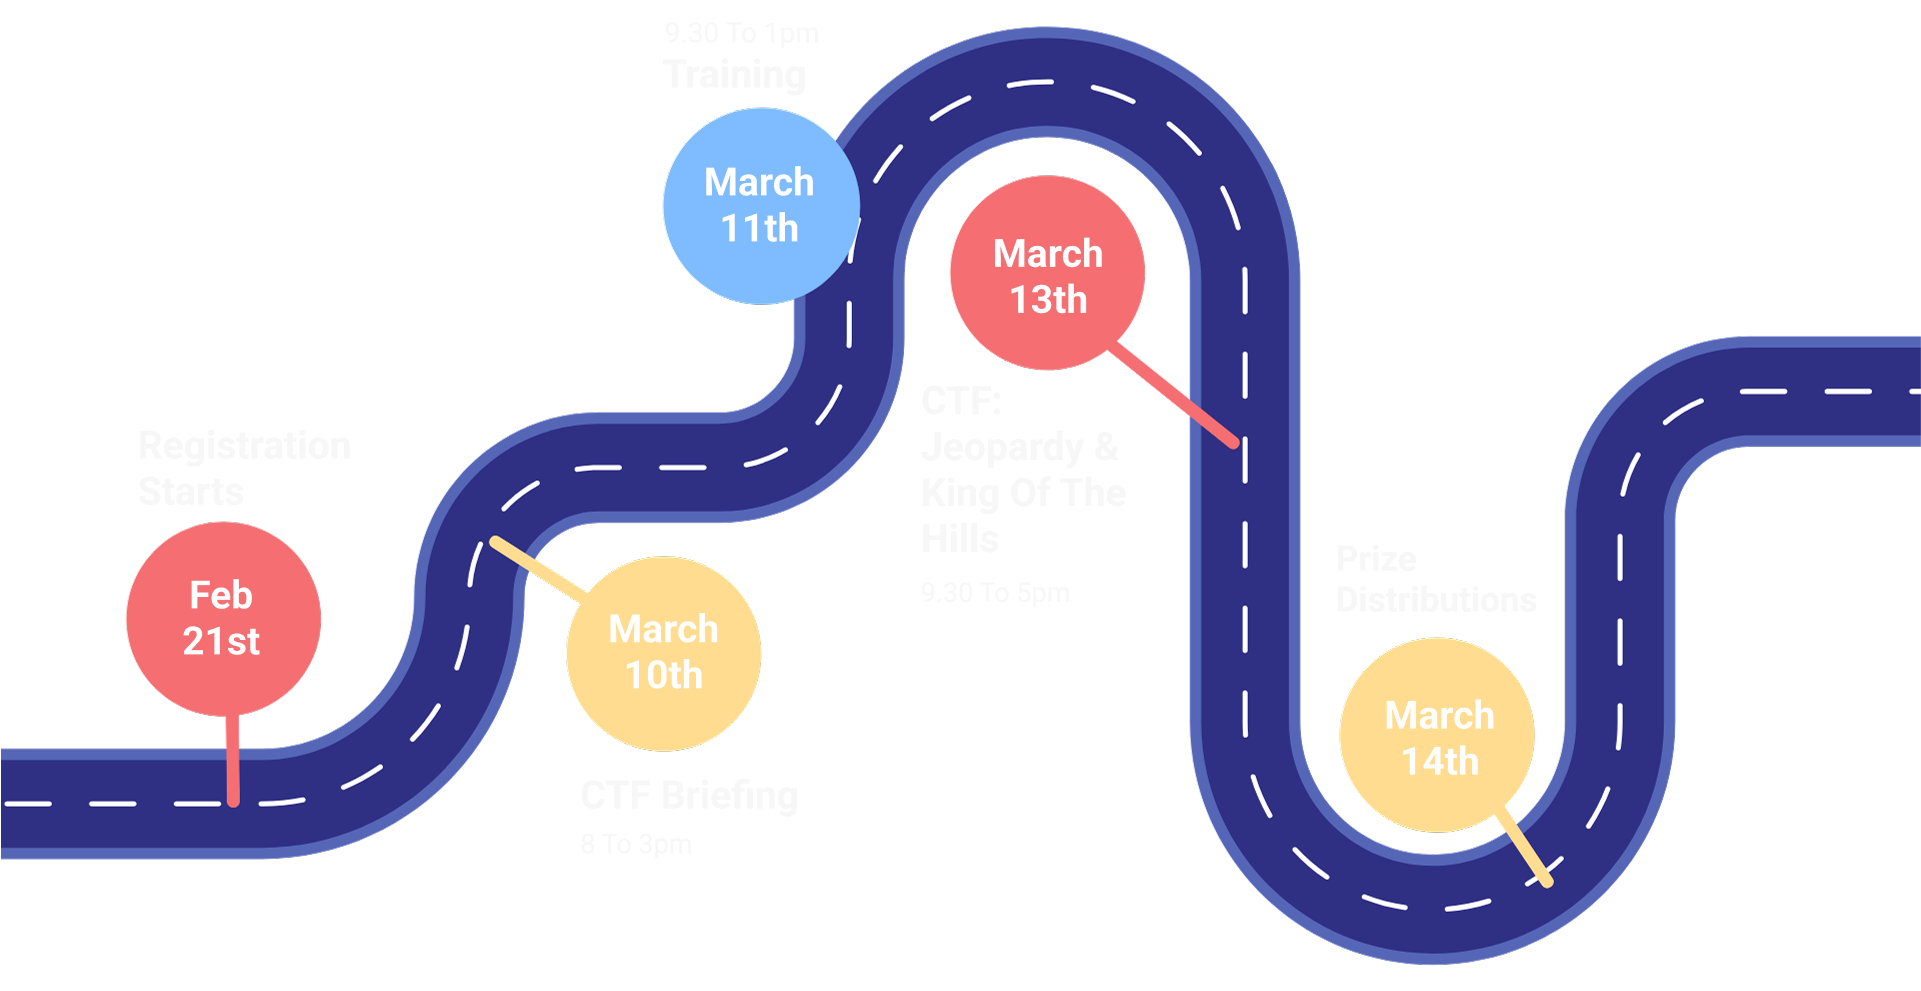 Registration
Starts
Feb
21st
March
10th
CTF Briefing
8 To 3pm
9.30 To 1pm
Training
March
11th
March
13th
CTF:
Jeopardy &
King Of The
Hills
9.30 To 5pm
Prize
Distributions
March
14th